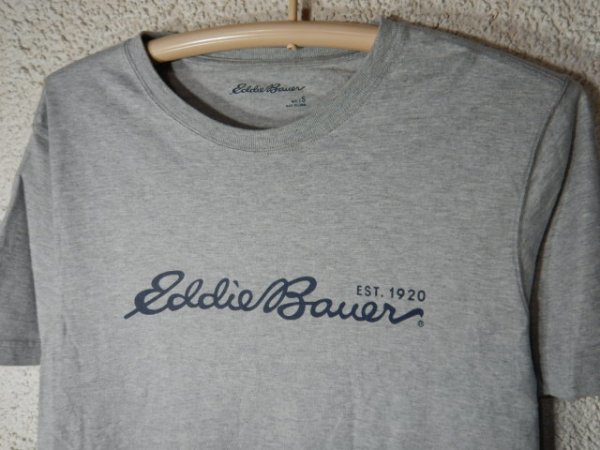 Eddie Bauer
S
EST. 1920
Eddie Bauer®